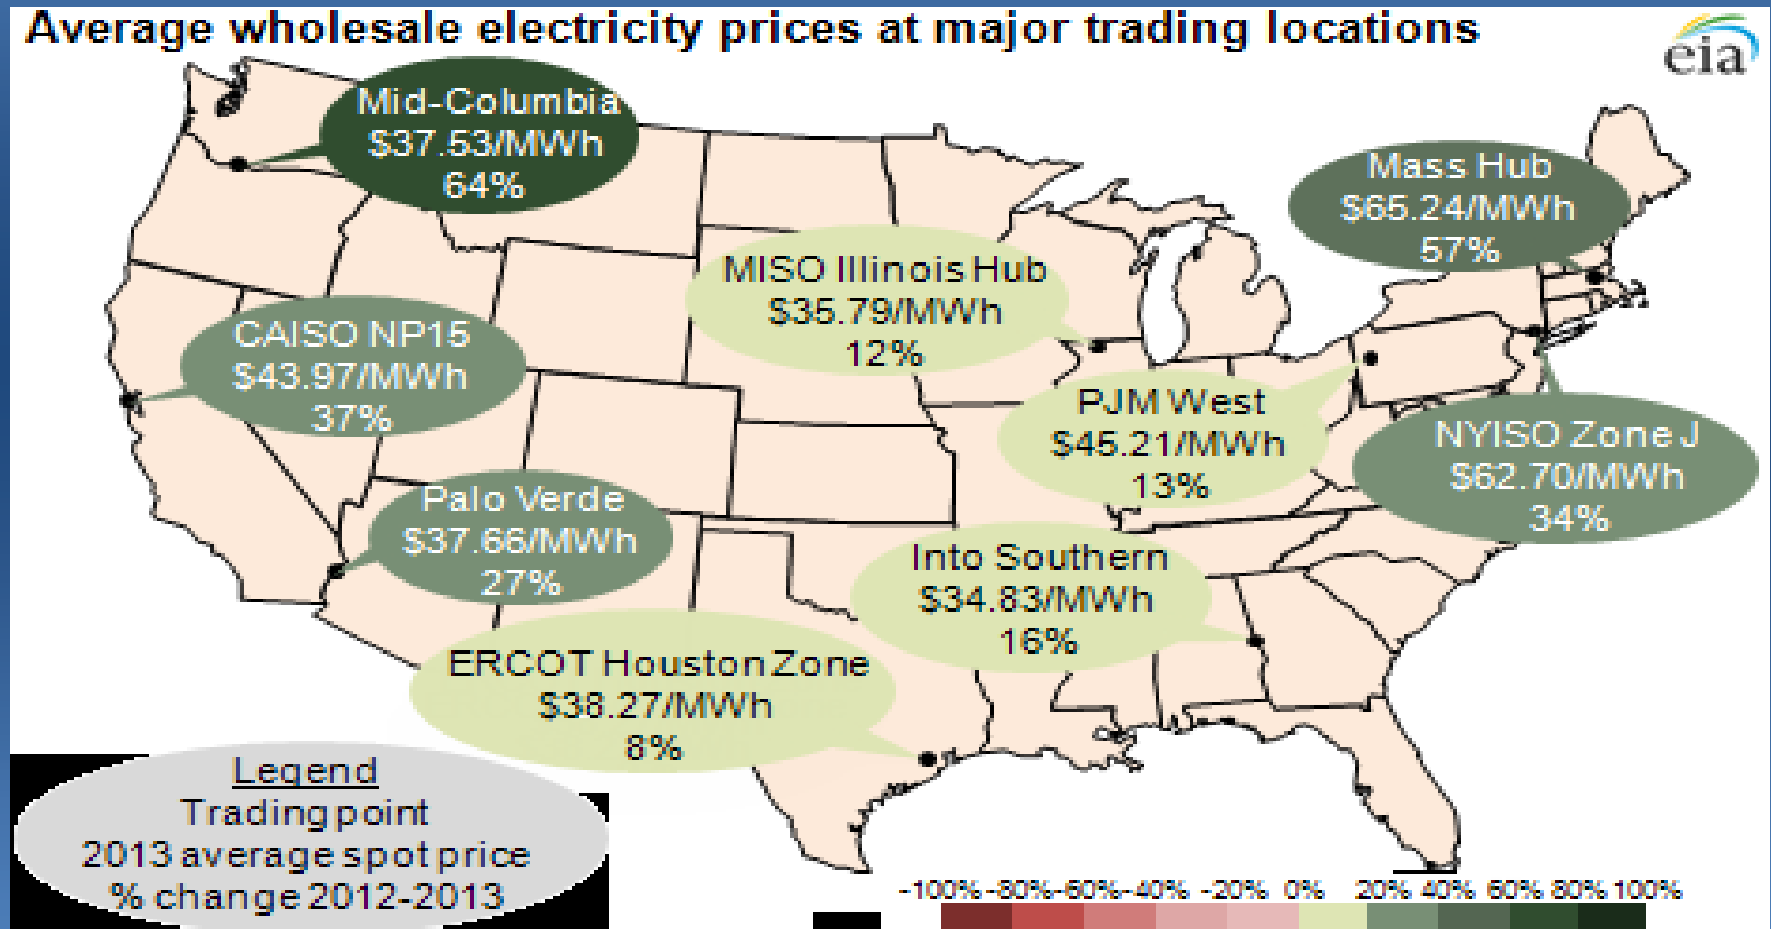 Average wholesale electricity prices at major trading locations
eia
Mid-Columbia
$37.53/MWh
64%
Mass Hub
$65.24/MWh
57%
MISO Illinois Hub
$35.79/MWh
12%
CAISO NP15
$43.97/MWh
37%
PJM West
$45.21/MWh
13%
NYISO Zone J
$62.70/MWh
34%
Palo Verde
$37.66/MWh
27%
Into Southern
$34.83/MWh
16%
ERCOT Houston Zone
$38.27/MWh
8%
Legend
Trading point
2013 average spot price
% change 2012-2013
-100% -80% -60% -40% -20% 0% 20% 40% 60% 80% 100%